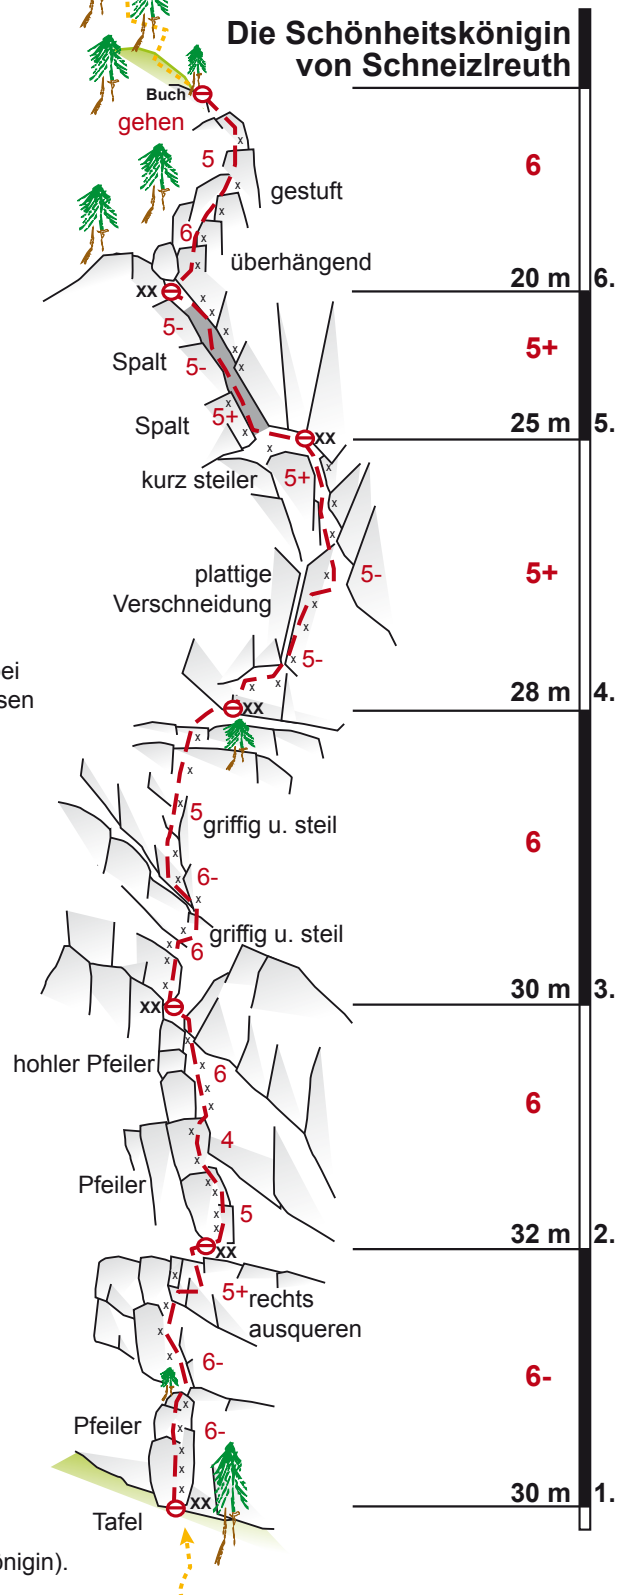 Die Schönheitskönigin
von Schneizlreuth
Buch
gehen
5
6
gestuft
6
überhängend
20 m 6.
XX
5-
5+
Spalt 5-
5+
Spalt
25 m 5.
XX
5+
kurz steiler
plattige
Verschneidung
5-
5+
5-
ei
sen
28 m 4.
XX
5
griffig u. steil
6
6-
griffig u. steil
6
30 m 3.
XX
hohler Pfeiler
6
6
4
Pfeiler
5
32 m 2.
XX
5+
rechts
ausqueren
6-
6-
Pfeiler
6-
30 m 1.
XX
Tafel
önigin).